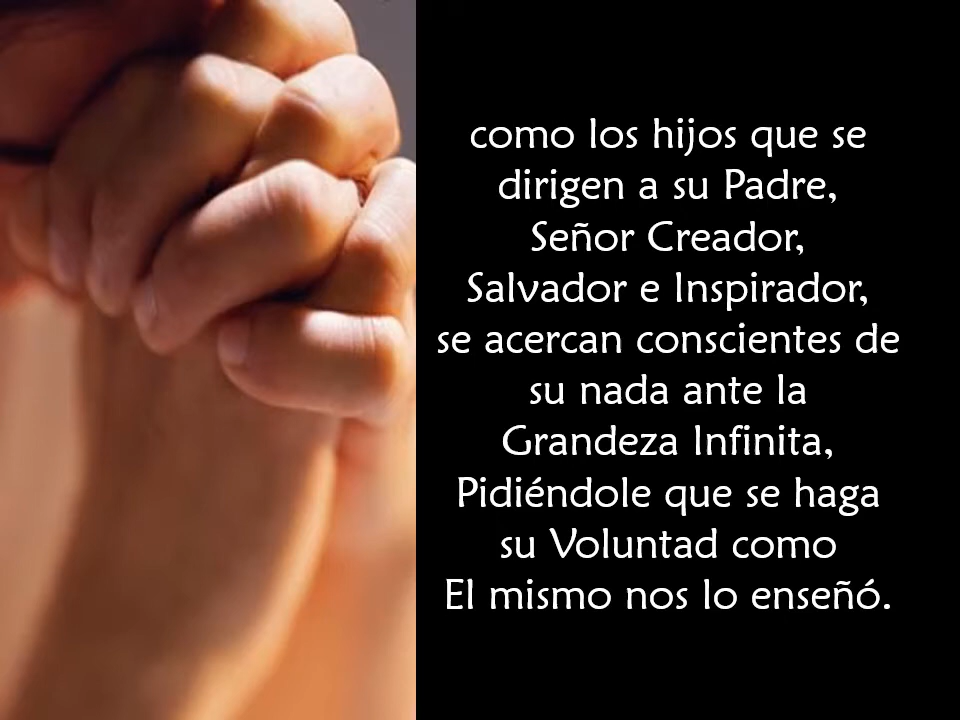 como los hijos que se
dirigen a su Padre,
Señor Creador,
Salvador e Inspirador,
se acercan conscientes de
su nada ante la
Grandeza Infinita,
Pidiéndole que se haga
su Voluntad como
El mismo nos lo enseñó.